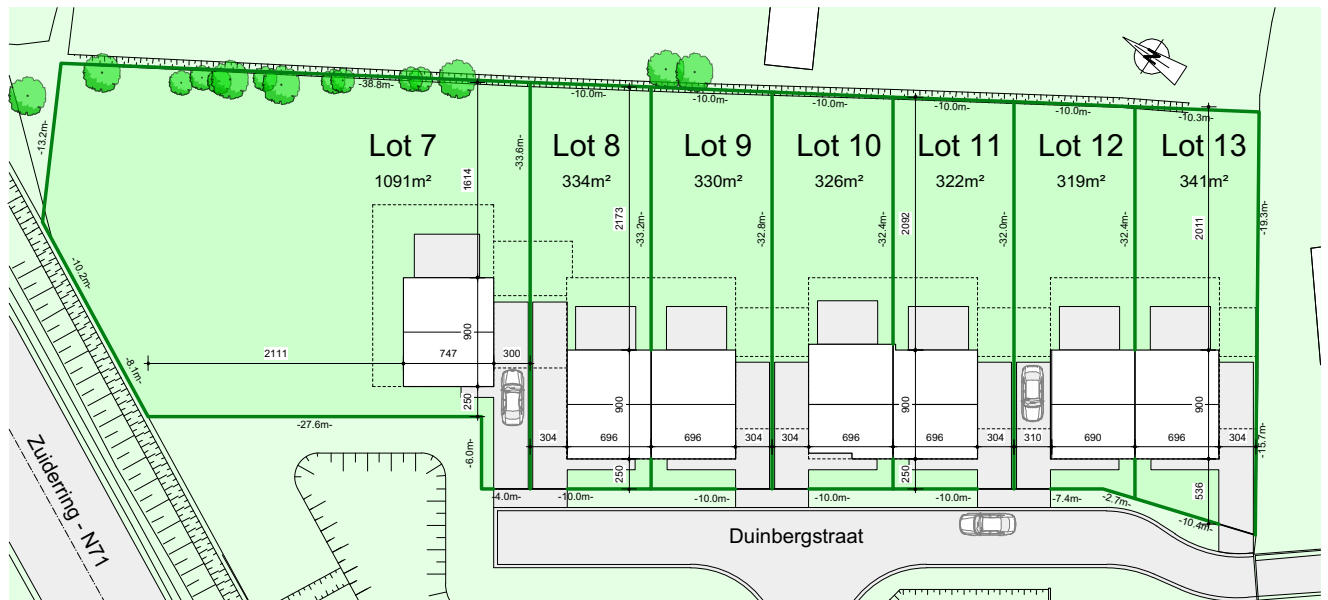 -38.8m-
-10.0m-
-10.0m-
-10.0m-
-10.0m-
-10.0m-
-10.3m-
-13.2m-
Lot 7
1091m²
Lot 8
334m²
Lot 9
330m²
Lot 10
326m²
Lot 11
322m²
Lot 12
319m²
Lot 13
341m²
1614
-33.6m-
2173
-33.2m-
-32.8m-
-32.4m-
2092
-32.0m-
-32.4m-
2011
-19.3m-
-10.2m-
-8.1m-
2111
747
300
900
250
900
900
900
304
696
696
304
304
696
696
304
310
690
696
304
-15.7m-
-27.6m-
-6.0m-
250
250
536
-4.0m-
-10.0m-
-10.0m-
-10.0m-
-10.0m-
-7.4m-
-2.7m-
-10.4m-
Duinbergstraat
Zuiderring - N71